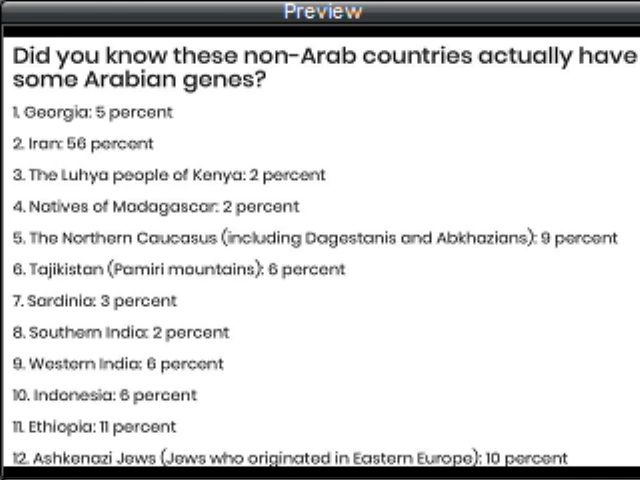 Preview
Did you know these non-Arab countries actually have
some Arabian genes?
1. Georgia: 5 percent
2. Iran: 56 percent
3. The Luhya people of Kenya: 2 percent
4. Natives of Madagascar: 2 percent
5. The Northern Caucasus (including Dagestanis and Abkhazians): 9 percent
6. Tajikistan (Pamiri mountains): 6 percent
7. Sardinia: 3 percent
8. Southern India: 2 percent
9. Western India: 6 percent
10. Indonesia: 6 percent
11. Ethiopia: 11 percent
12. Ashkenazi Jews (Jews who originated in Eastern Europe): 10 percent